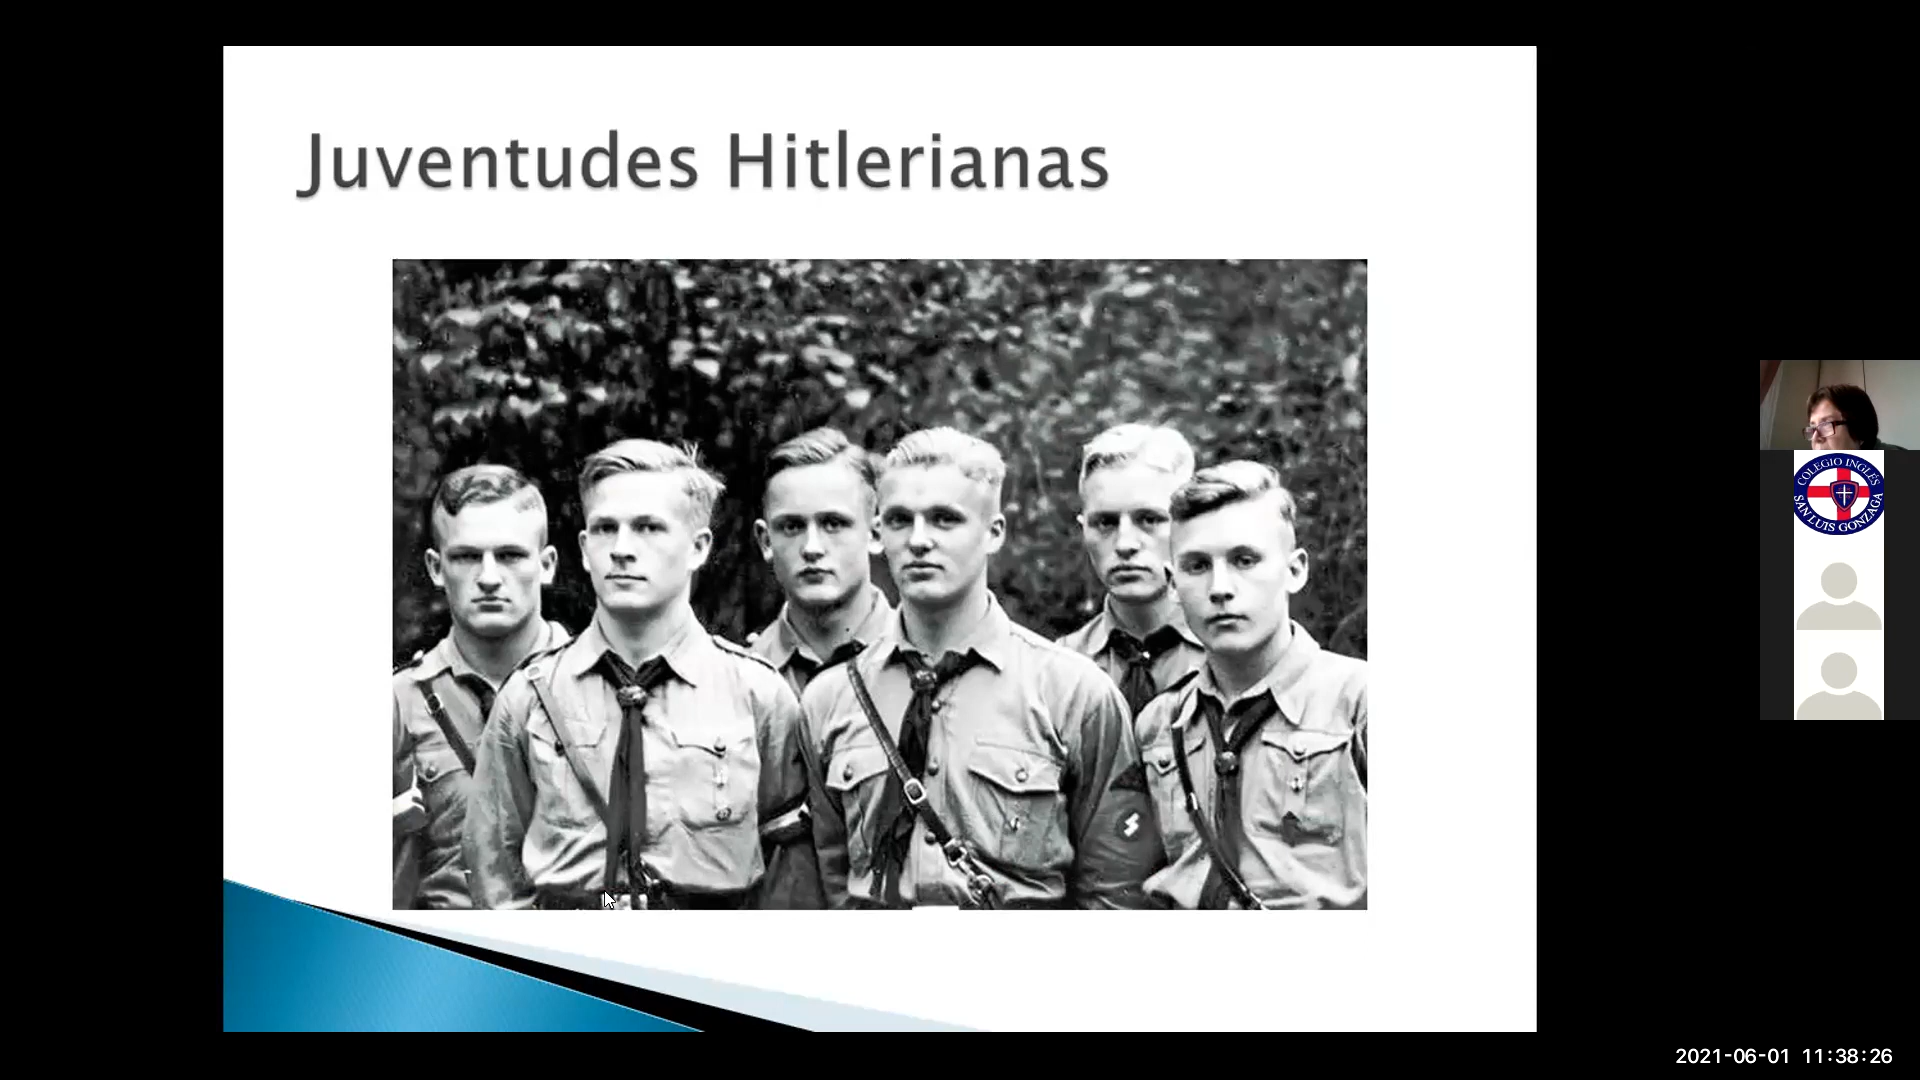 Juventudes Hitlerianas
COLEGIO INGLÉS
SAN LUIS GONZAGA
2021-06-01 11:38:26